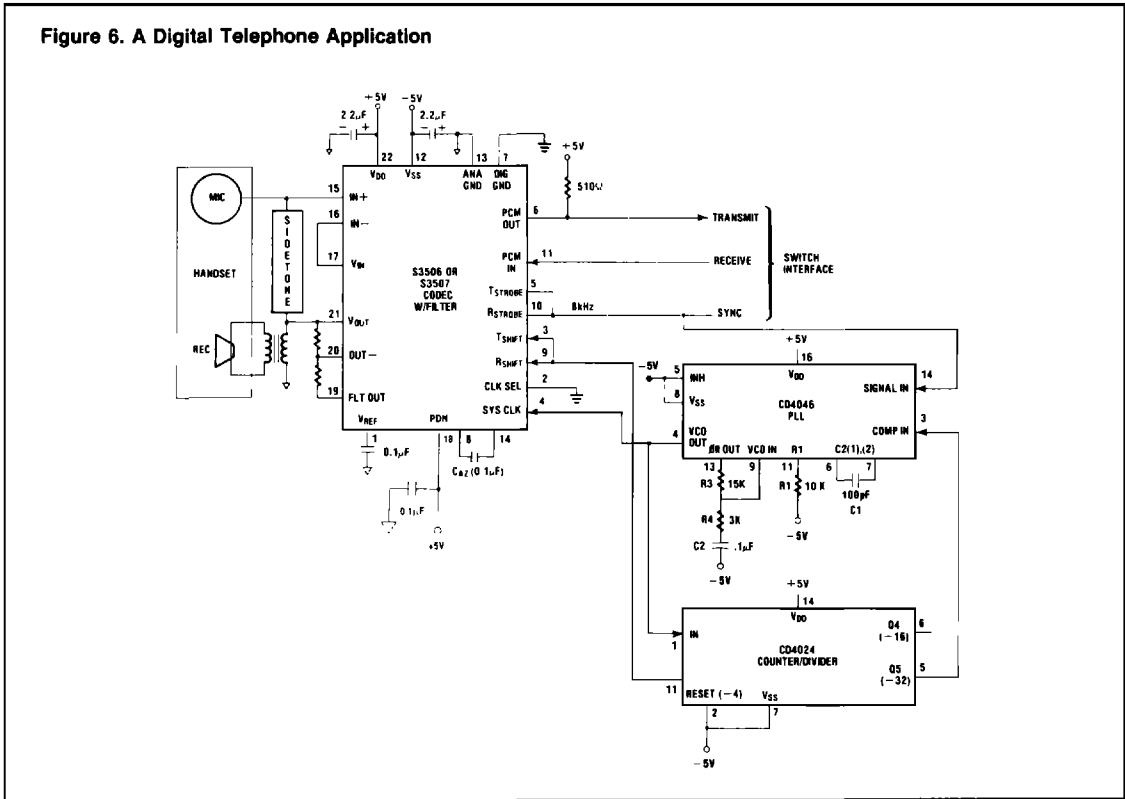 Figure 6. A Digital Telephone Application
+5V
-5V
2 2µF
2.2µF
+5V
22
12
13
7
510Ω
VDD
VSS
ANA GND
DIG GND
MIC
15
IN+
16
IN-
17
VIN
HANDSET
SIDETONE
REC
21
VOUT
20
OUT-
19
FLT OUT
S3506 OR
S3507
CODEC
W/FILTER
PCM OUT
6
TRANSMIT
PCM IN
11
RECEIVE
SWITCH
INTERFACE
TSTROBE
5
RSTROBE
10
8kHz
SYNC
TSHIFT
3
RSHIFT
9
CLK SEL
2
SYS CLK
4
VREF
PDN
1
18
8
14
0.1µF
CAZ (0 1µF)
0 1µF
+5V
+5V
16
-5V
5
INH
VDD
14
SIGNAL IN
8
VSS
CD4046
PLL
3
COMP IN
4
VCO
OUT
ØR OUT
VCO IN
R1
C2(1),(2)
13
9
11
6
7
R3
15K
R1
10 K
100pF
C1
R4
3K
-5V
C2
.1µF
-5V
+5V
14
VDD
IN
1
CD4024
COUNTER/DIVIDER
Q4
(-16)
6
Q5
(-32)
5
11
RESET (-4)
VSS
2
7
-5V